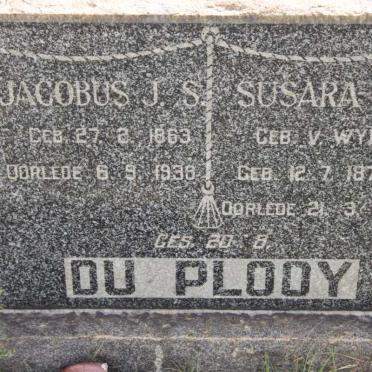 JACOBUS J. S.
GEB. 27. 2. 1863
OORLEDE 6. 9. 1938
SUSARA
GEB. V. WY
GEB. 12. 7. 187
OORLEDE 21. 3.
GES. 20 8.
DU PLOOY